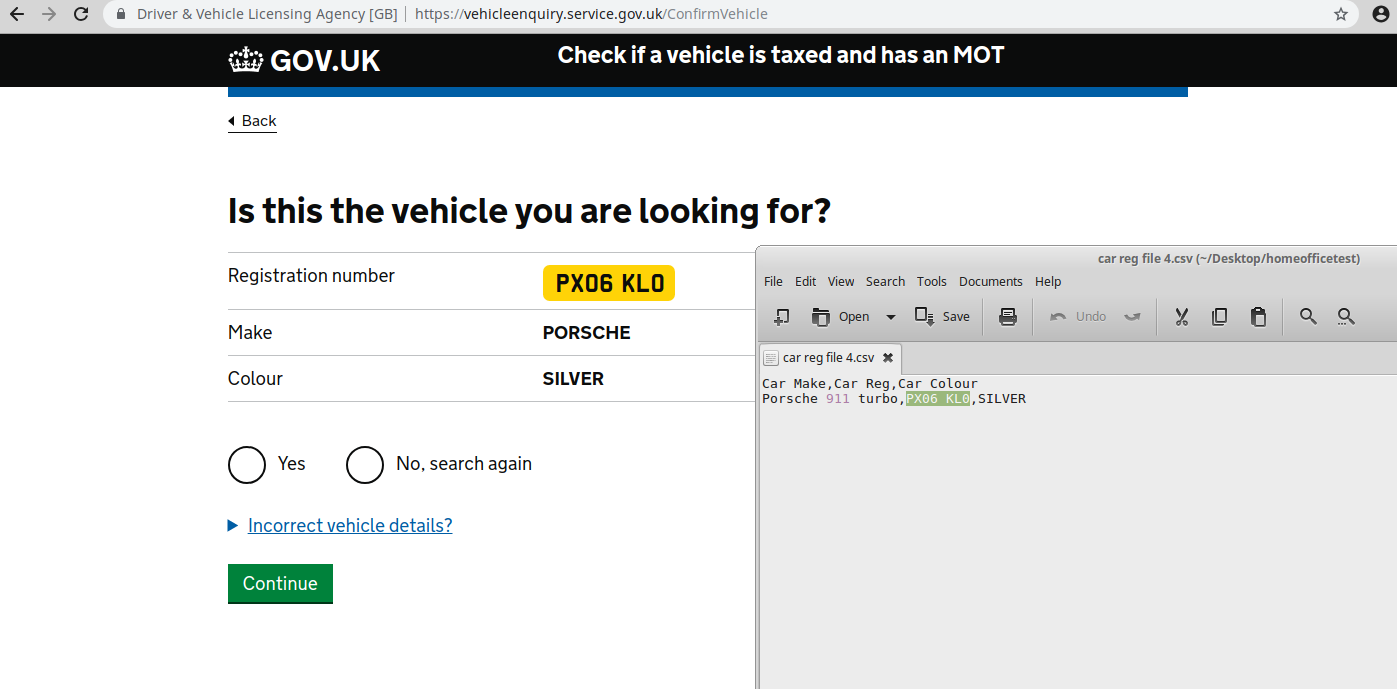 Driver & Vehicle Licensing Agency [GB] | https://vehicleenquiry.service.gov.uk/ConfirmVehicle
GOV.UK
Check if a vehicle is taxed and has an MOT
Back
Is this the vehicle you are looking for?
Registration number
PX06 KLO
Make
PORSCHE
Colour
SILVER
Yes
No, search again
Incorrect vehicle details?
Continue
car reg file 4.csv (~/Desktop/homeofficetest)
File Edit View Search Tools Documents Help
Open Save Undo
car reg file 4.csv
Car Make,Car Reg,Car Colour
Porsche 911 turbo,PX06 KL0,SILVER